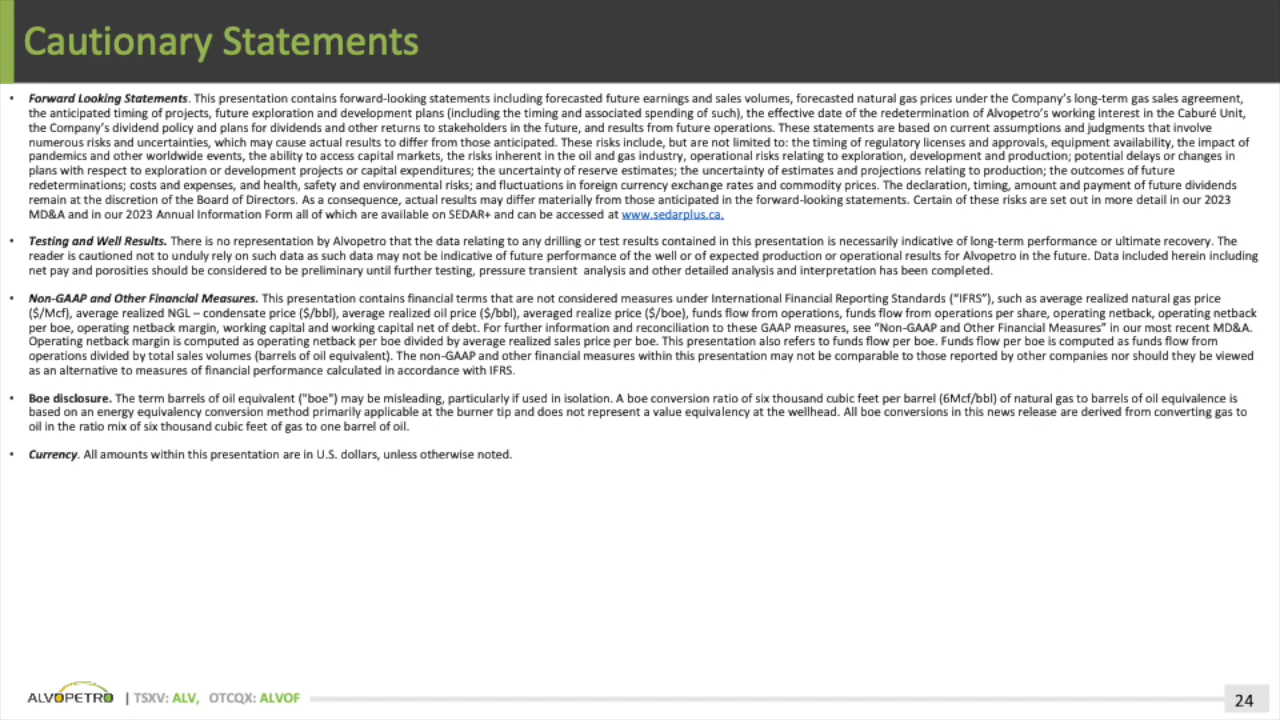 Cautionary Statements
• Forward Looking Statements. This presentation contains forward-looking statements including forecasted future earnings and sales volumes, forecasted natural gas prices under the Company's long-term gas sales agreement,
the anticipated timing of projects, future exploration and development plans (including the timing and associated spending of such), the effective date of the redetermination of Alvopetro's working interest in the Caburé Unit,
the Company's dividend policy and plans for dividends and other returns to stakeholders in the future, and results from future operations. These statements are based on current assumptions and judgments that involve
numerous risks and uncertainties, which may cause actual results to differ from those anticipated. These risks include, but are not limited to: the timing of regulatory licenses and approvals, equipment availability, the impact of
pandemics and other worldwide events, the ability to access capital markets, the risks inherent in the oil and gas industry, operational risks relating to exploration, development and production; potential delays or changes in
plans with respect to exploration or development projects or capital expenditures; the uncertainty of reserve estimates; the uncertainty of estimates and projections relating to production; the outcomes of future
redeterminations; costs and expenses, and health, safety and environmental risks; and fluctuations in foreign currency exchange rates and commodity prices. The declaration, timing, amount and payment of future dividends
remain at the discretion of the Board of Directors. As a consequence, actual results may differ materially from those anticipated in the forward-looking statements. Certain of these risks are set out in more detail in our 2023
MD&A and in our 2023 Annual Information Form all of which are available on SEDAR+ and can be accessed at www.sedarplus.ca.
• Testing and Well Results. There is no representation by Alvopetro that the data relating to any drilling or test results contained in this presentation is necessarily indicative of long-term performance or ultimate recovery. The
reader is cautioned not to unduly rely on such data as such data may not be indicative of future performance of the well or of expected production or operational results for Alvopetro in the future. Data included herein including
net pay and porosities should be considered to be preliminary until further testing, pressure transient analysis and other detailed analysis and interpretation has been completed.
• Non-GAAP and Other Financial Measures. This presentation contains financial terms that are not considered measures under International Financial Reporting Standards (“IFRS”), such as average realized natural gas price
($/Mcf), average realized NGL – condensate price ($/bbl), average realized oil price ($/bbl), averaged realize price ($/boe), funds flow from operations, funds flow from operations per share, operating netback, operating netback
per boe, operating netback margin, working capital and working capital net of debt. For further information and reconciliation to these GAAP measures, see “Non-GAAP and Other Financial Measures” in our most recent MD&A.
Operating netback margin is computed as operating netback per boe divided by average realized sales price per boe. This presentation also refers to funds flow per boe. Funds flow per boe is computed as funds flow from
operations divided by total sales volumes (barrels of oil equivalent). The non-GAAP and other financial measures within this presentation may not be comparable to those reported by other companies nor should they be viewed
as an alternative to measures of financial performance calculated in accordance with IFRS.
• Boe disclosure. The term barrels of oil equivalent ("boe") may be misleading, particularly if used in isolation. A boe conversion ratio of six thousand cubic feet per barrel (6Mcf/bbl) of natural gas to barrels of oil equivalence is
based on an energy equivalency conversion method primarily applicable at the burner tip and does not represent a value equivalency at the wellhead. All boe conversions in this news release are derived from converting gas to
oil in the ratio mix of six thousand cubic feet of gas to one barrel of oil.
• Currency. All amounts within this presentation are in U.S. dollars, unless otherwise noted.
ALVOPETRO | TSXV: ALV, OTCQX: ALVOF
24